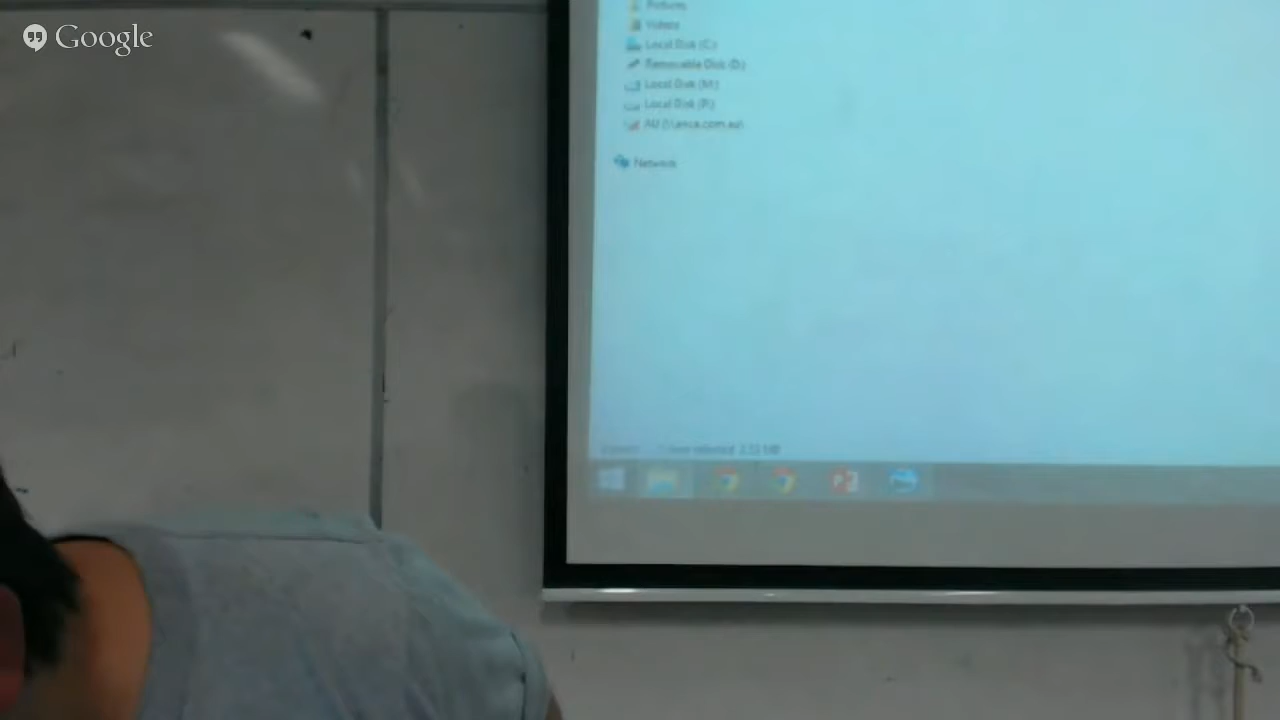 Google
Pictures
Videos
Local Disk (C:)
Removable Disk (D:)
Local Disk (M:)
Local Disk (P:)
Network